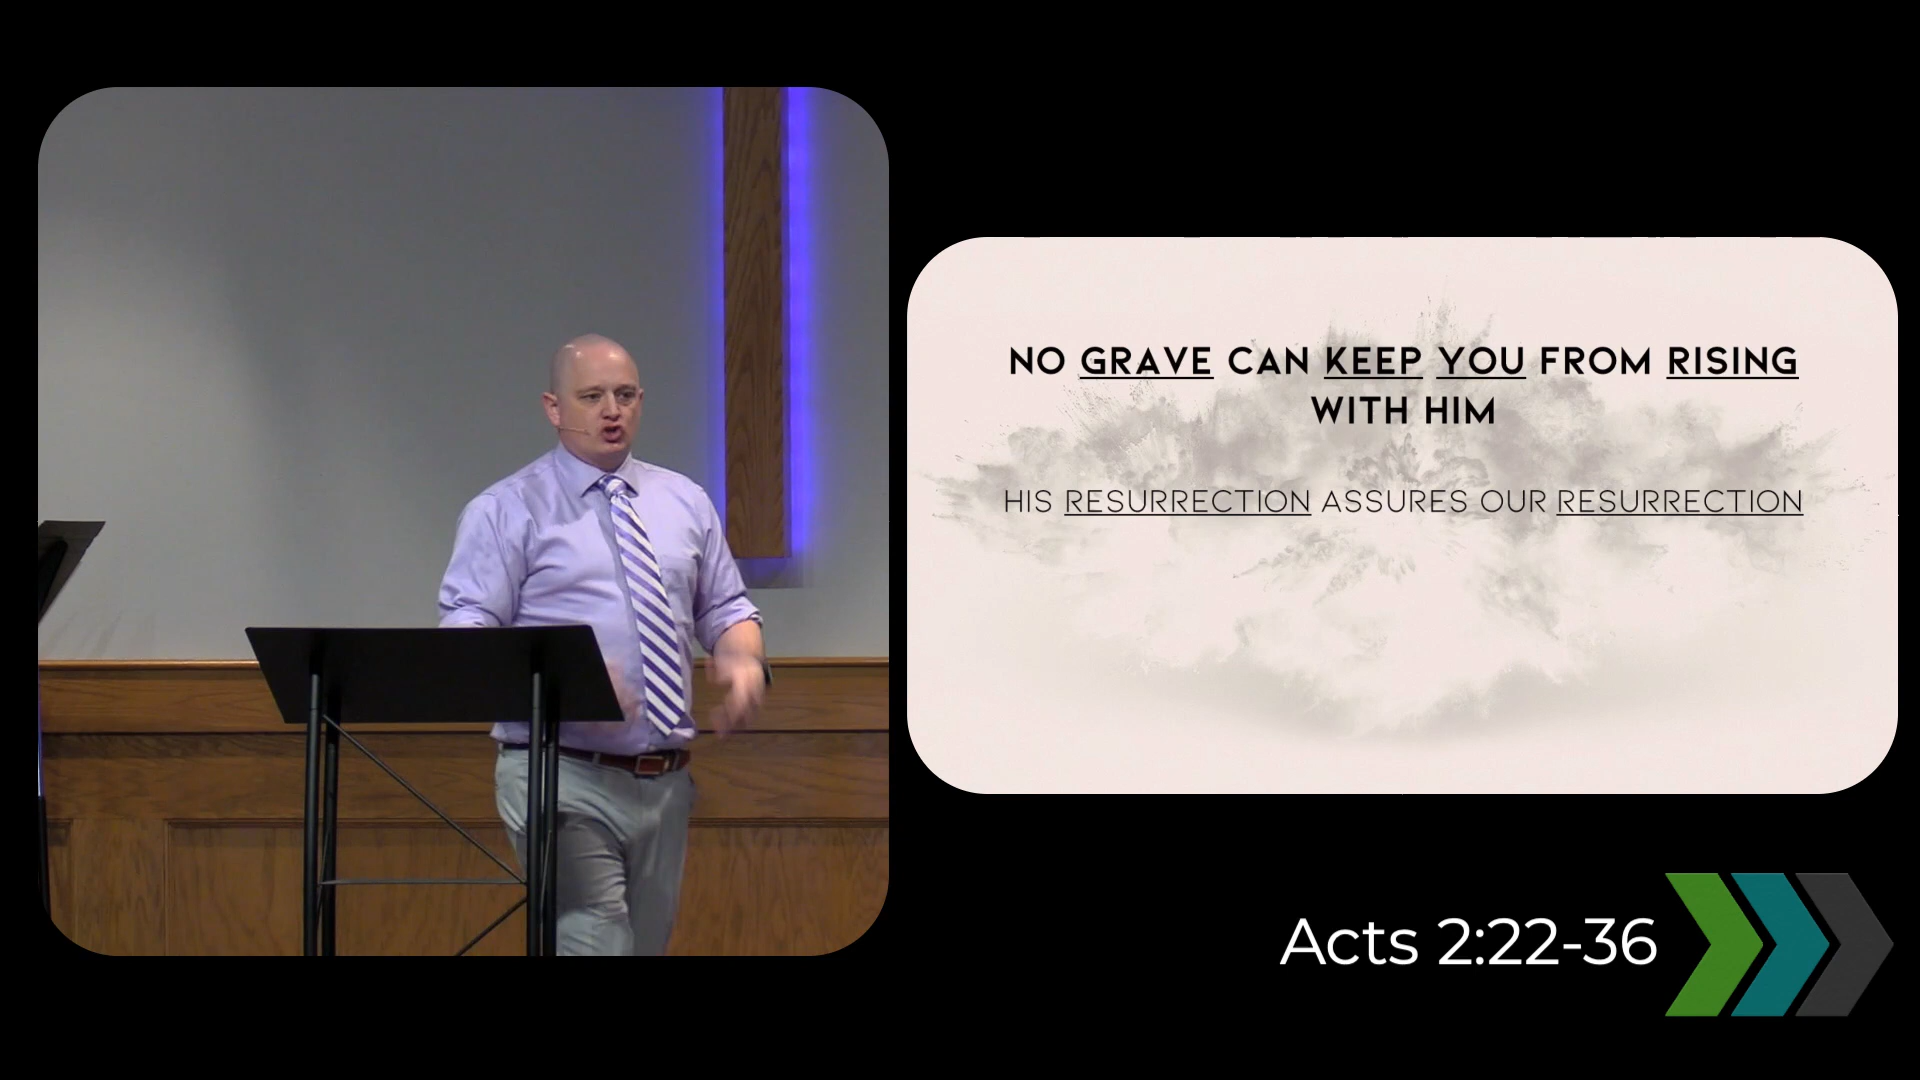 NO GRAVE CAN KEEP YOU FROM RISING
WITH HIM
HIS RESURRECTION ASSURES OUR RESURRECTION
Acts 2:22-36